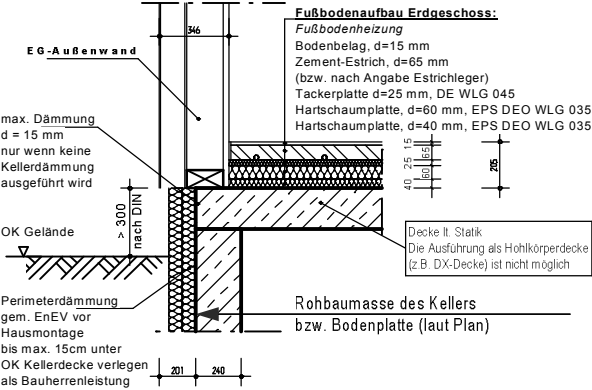 Fußbodenaufbau Erdgeschoss:
Fußbodenheizung
Bodenbelag, d=15 mm
Zement-Estrich, d=65 mm
(bzw. nach Angabe Estrichleger)
Tackerplatte d=25 mm, DE WLG 045
Hartschaumplatte, d=60 mm, EPS DEO WLG 035
Hartschaumplatte, d=40 mm, EPS DEO WLG 035
346
EG-Außenwand
max. Dämmung
d = 15 mm
nur wenn keine
Kellerdämmung
ausgeführt wird
15
65
25
60
40
205
> 300
nach DIN
OK Gelände
Decke lt. Statik
Die Ausführung als Hohlkörperdecke
(z.B. DX-Decke) ist nicht möglich
Perimeterdämmung
gem. EnEV vor
Hausmontage
bis max. 15cm unter
OK Kellerdecke verlegen
als Bauherrenleistung
Rohbaumasse des Kellers
bzw. Bodenplatte (laut Plan)
201
240